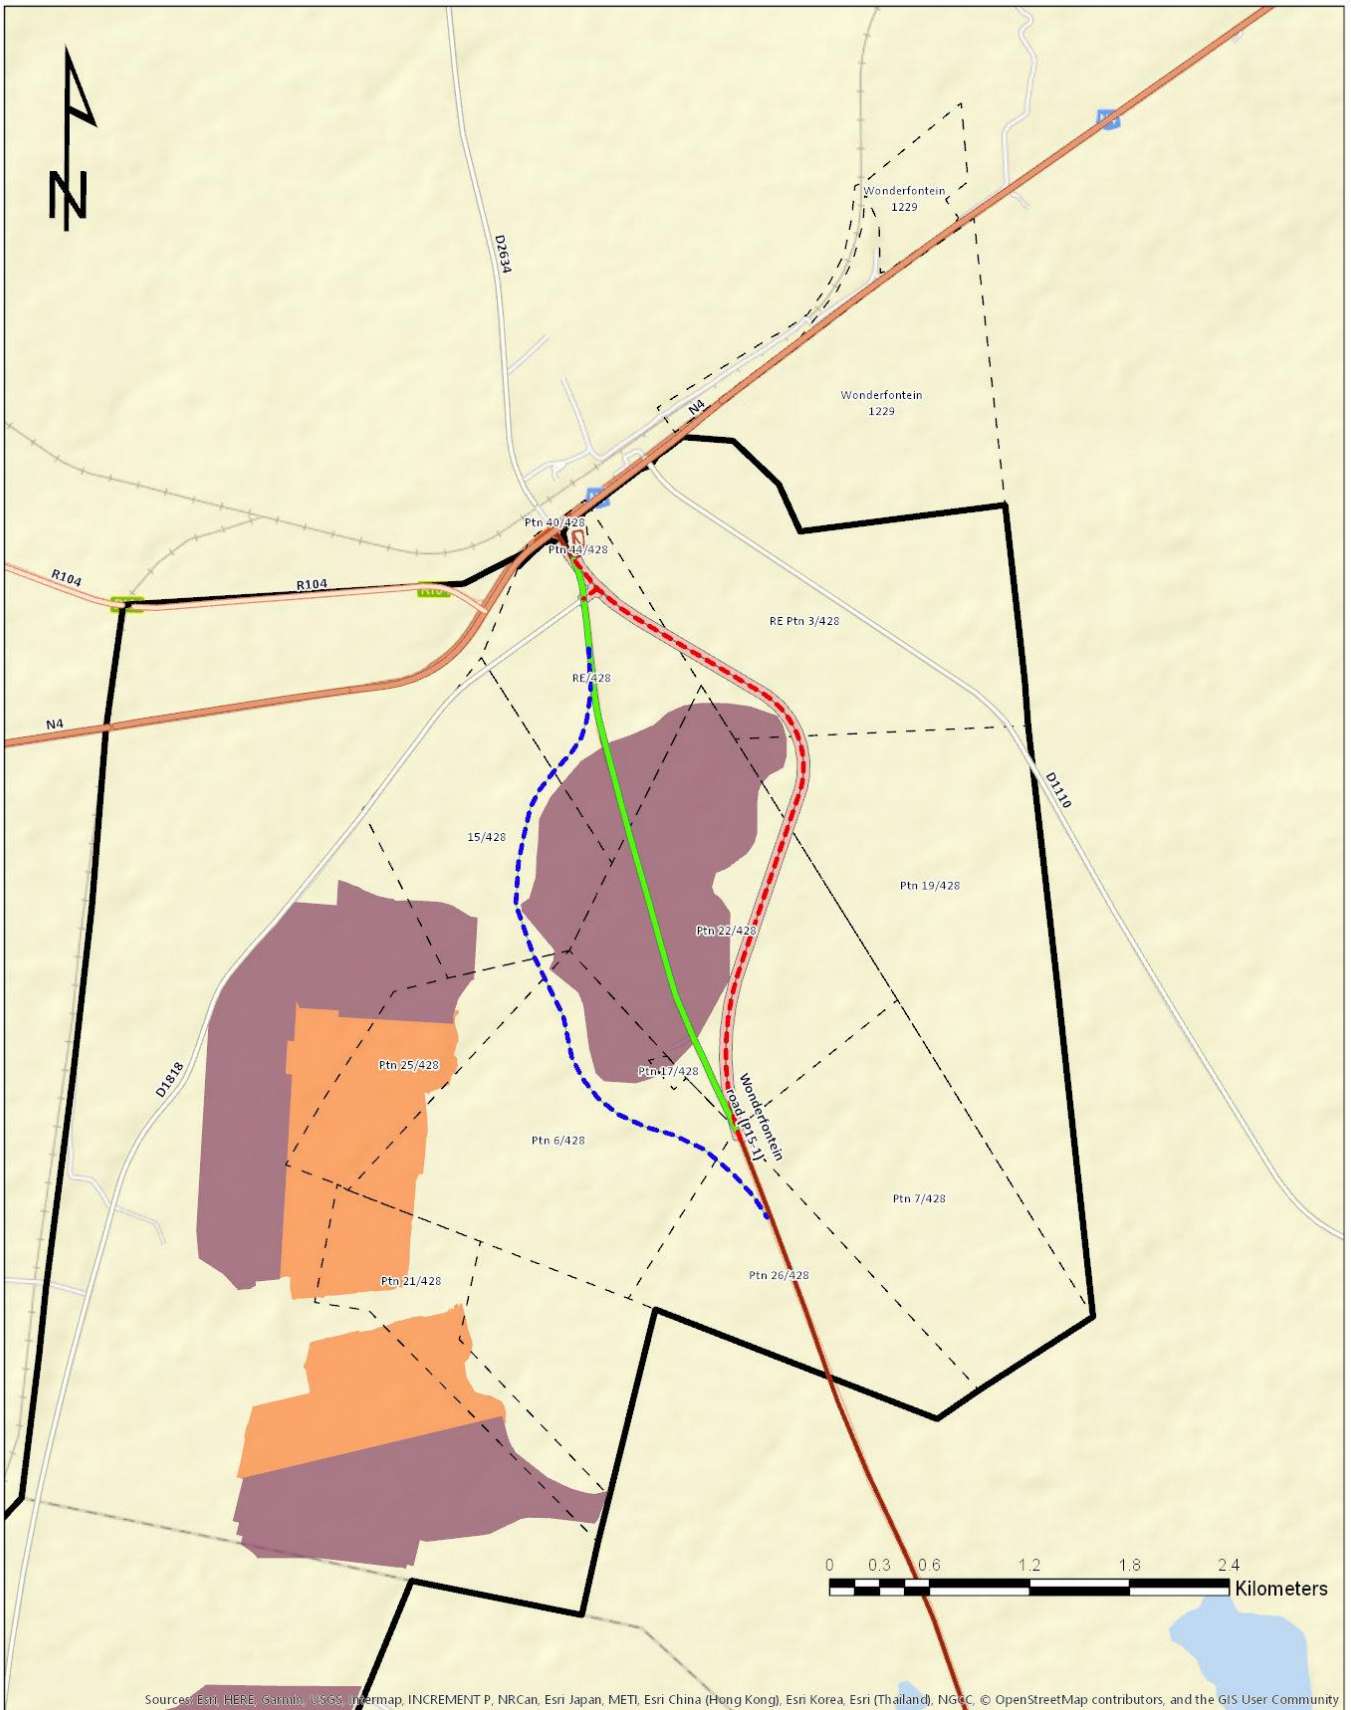 N
Wonderfontein
1229
D2634
Wonderfontein
1229
N4
Ptn 40/428
Ptn 44/428
R104
R104
RE Ptn 3/428
RE/428
N4
D1110
15/428
Ptn 19/428
Ptn 22/428
Ptn 25/428
Ptn 17/428
D1818
Wonderfontein
road (P15-1)
Ptn 6/428
Ptn 7/428
Ptn 26/428
Ptn 21/428
0 0.3 0.6 1.2 1.8 2.4
Kilometers
Sources: Esri, HERE, Garmin, USGS, Intermap, INCREMENT P, NRCan, Esri Japan, METI, Esri China (Hong Kong), Esri Korea, Esri (Thailand), NGCC, © OpenStreetMap contributors, and the GIS User Community